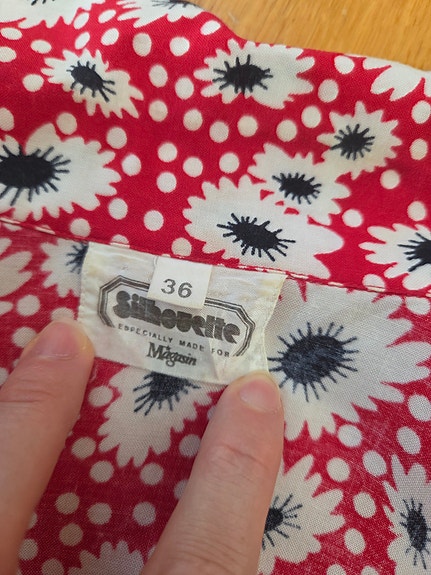 36
Silhouette
ESPECIALLY MADE FOR
Magasin